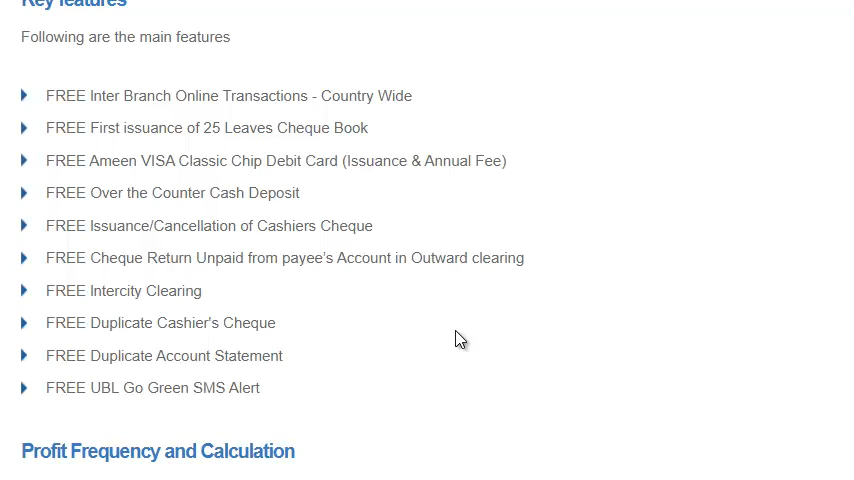 Key features
Following are the main features
FREE Inter Branch Online Transactions - Country Wide
FREE First issuance of 25 Leaves Cheque Book
FREE Ameen VISA Classic Chip Debit Card (Issuance & Annual Fee)
FREE Over the Counter Cash Deposit
FREE Issuance/Cancellation of Cashiers Cheque
FREE Cheque Return Unpaid from payee’s Account in Outward clearing
FREE Intercity Clearing
FREE Duplicate Cashier's Cheque
FREE Duplicate Account Statement
FREE UBL Go Green SMS Alert
Profit Frequency and Calculation